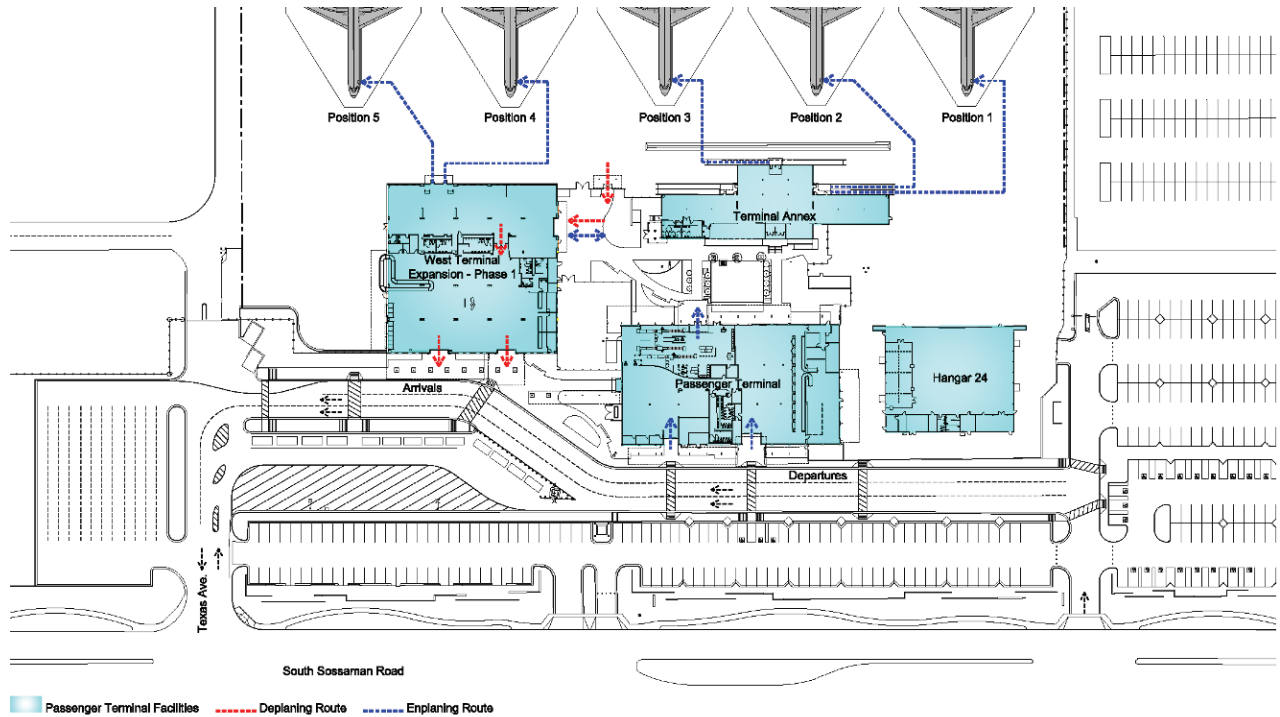 Position 5
Position 4
Position 3
Position 2
Position 1
Terminal Annex
West Terminal
Expansion - Phase 1
Passenger Terminal
Hangar 24
Arrivals
Departures
Texas Ave.
South Sossaman Road
Passenger Terminal Facilities
Deplaning Route
Enplaning Route